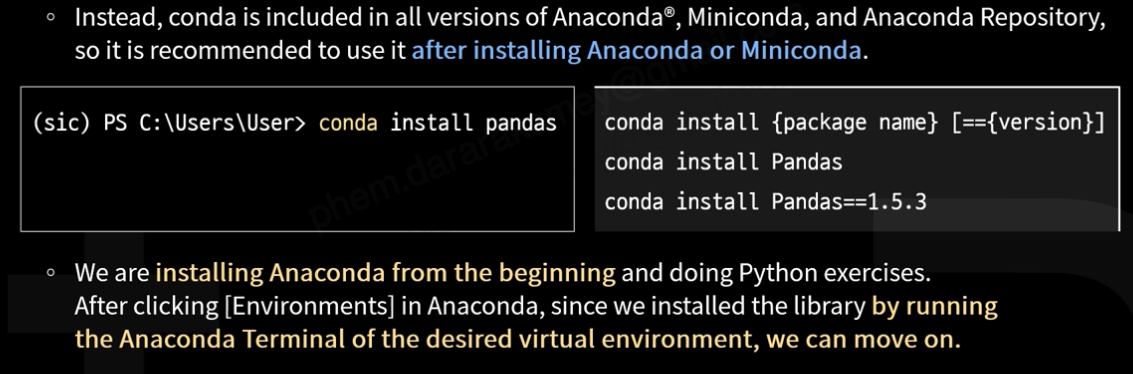 Instead, conda is included in all versions of Anaconda®, Miniconda, and Anaconda Repository,
so it is recommended to use it after installing Anaconda or Miniconda.
(sic) PS C:\Users\User> conda install pandas
conda install {package name} [=={version}]
conda install Pandas
conda install Pandas==1.5.3
We are installing Anaconda from the beginning and doing Python exercises.
After clicking [Environments] in Anaconda, since we installed the library by running
the Anaconda Terminal of the desired virtual environment, we can move on.